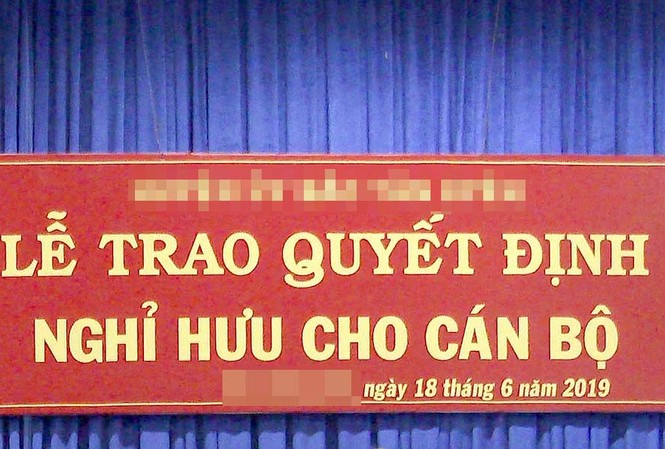 LỄ TRAO QUYẾT ĐỊNH
NGHỈ HƯU CHO CÁN BỘ
ngày 18 tháng 6 năm 2019